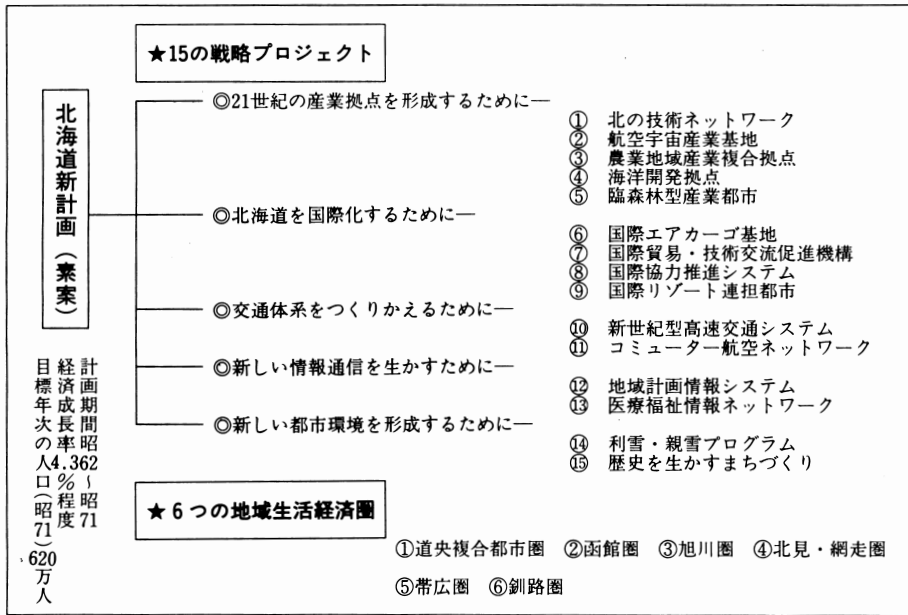 ★15の戦略プロジェクト
北海道新計画(素案)
◎21世紀の産業拠点を形成するために―
① 北の技術ネットワーク
② 航空宇宙産業基地
③ 農業地域産業複合拠点
④ 海洋開発拠点
⑤ 臨森林型産業都市
◎北海道を国際化するために―
⑥ 国際エアカーゴ基地
⑦ 国際貿易・技術交流促進機構
⑧ 国際協力推進システム
⑨ 国際リゾート連担都市
◎交通体系をつくりかえるために―
⑩ 新世紀型高速交通システム
⑪ コミューター航空ネットワーク
◎新しい情報通信を生かすために―
⑫ 地域計画情報システム
⑬ 医療福祉情報ネットワーク
◎新しい都市環境を形成するために―
⑭ 利雪・親雪プログラム
⑮ 歴史を生かすまちづくり
計画期間昭62～昭71
経済成長率4.3%程度
目標年次の人口(昭71)620万人
★6つの地域生活経済圏
①道央複合都市圏 ②函館圏 ③旭川圏 ④北見・網走圏
⑤帯広圏 ⑥釧路圏